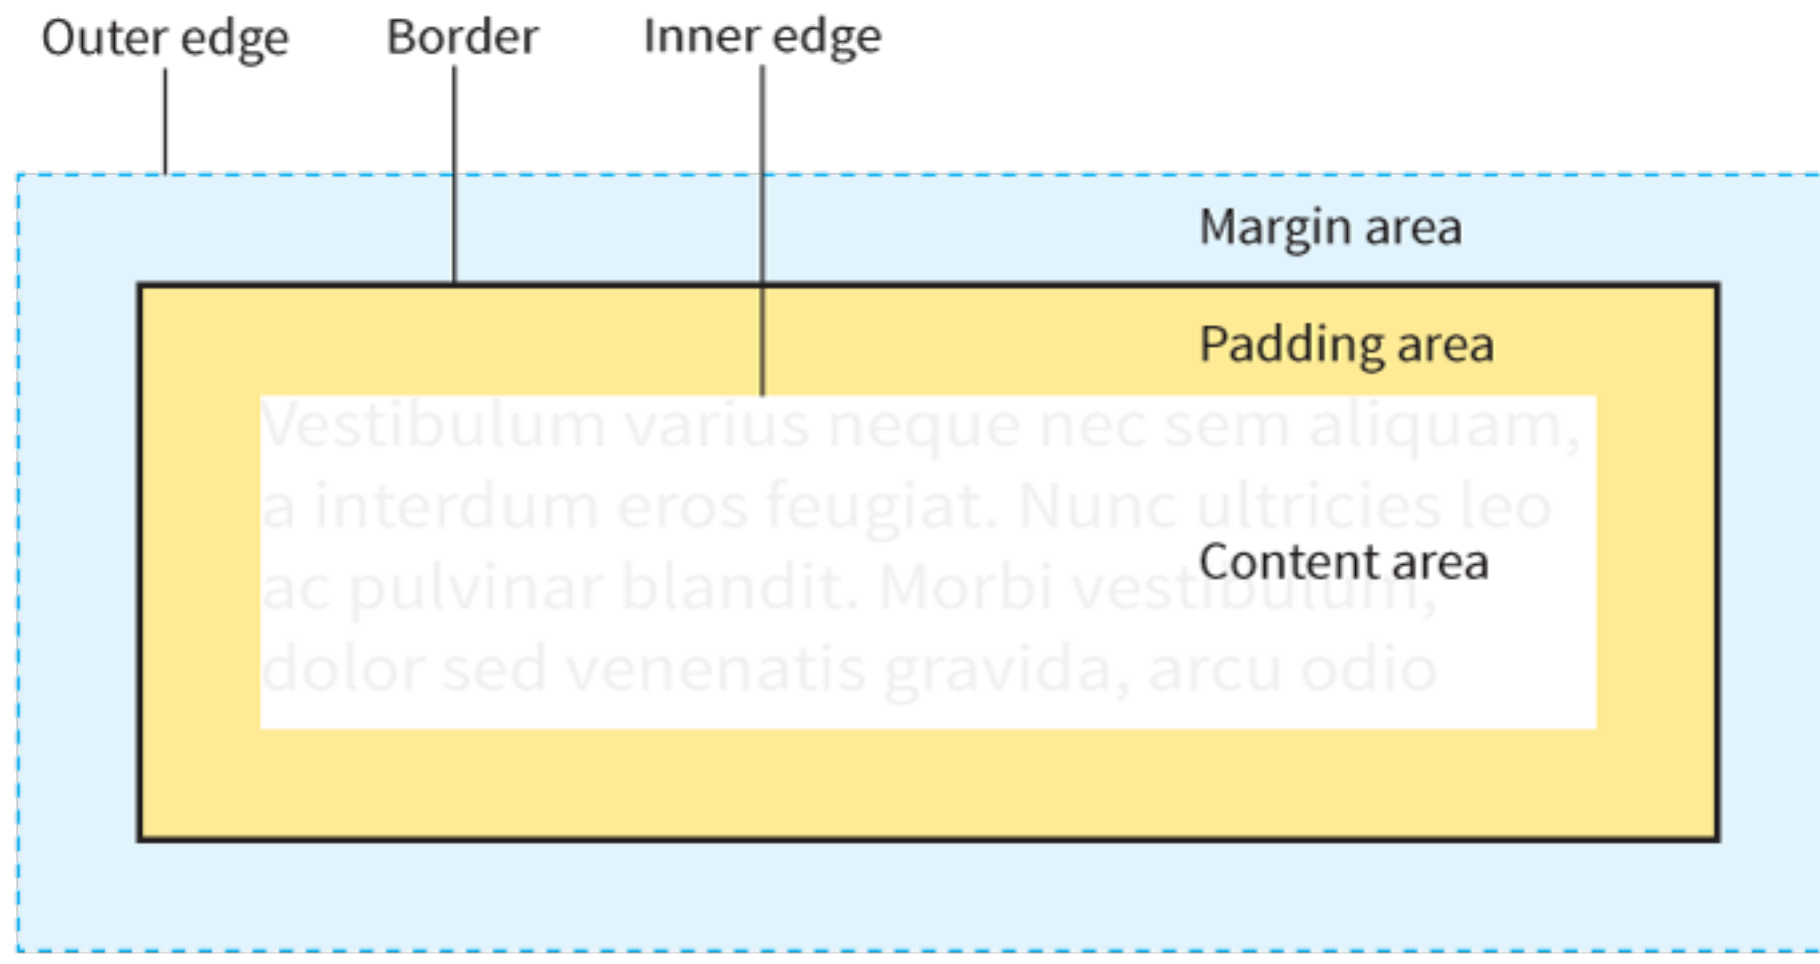 Outer edge
Border
Inner edge
Margin area
Padding area
Vestibulum varius neque nec sem aliquam,
a interdum eros feugiat. Nunc ultricies leo
Content area
ac pulvinar blandit. Morbi vestibulum,
dolor sed venenatis gravida, arcu odio